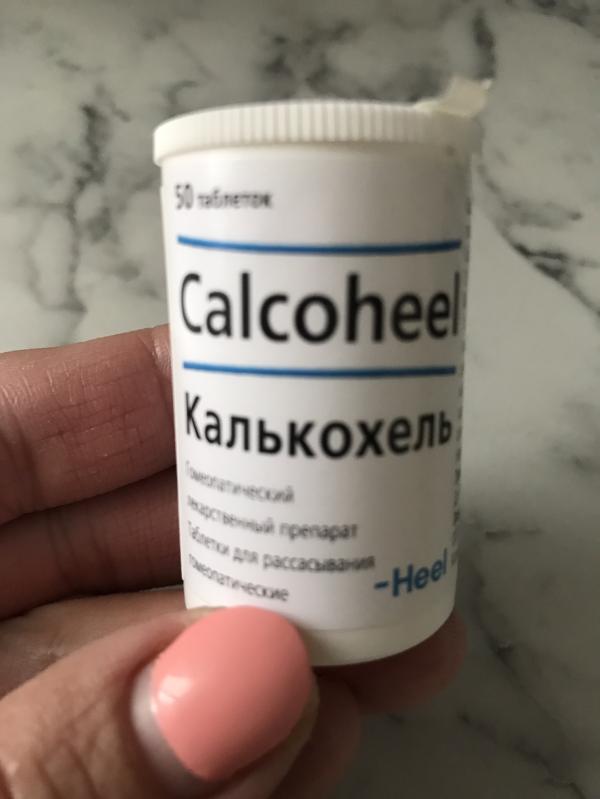 50 таблеток
Calcoheel
Калькохель
Гомеопатический
лекарственный препарат
Таблетки для рассасывания
гомеопатические
-Heel